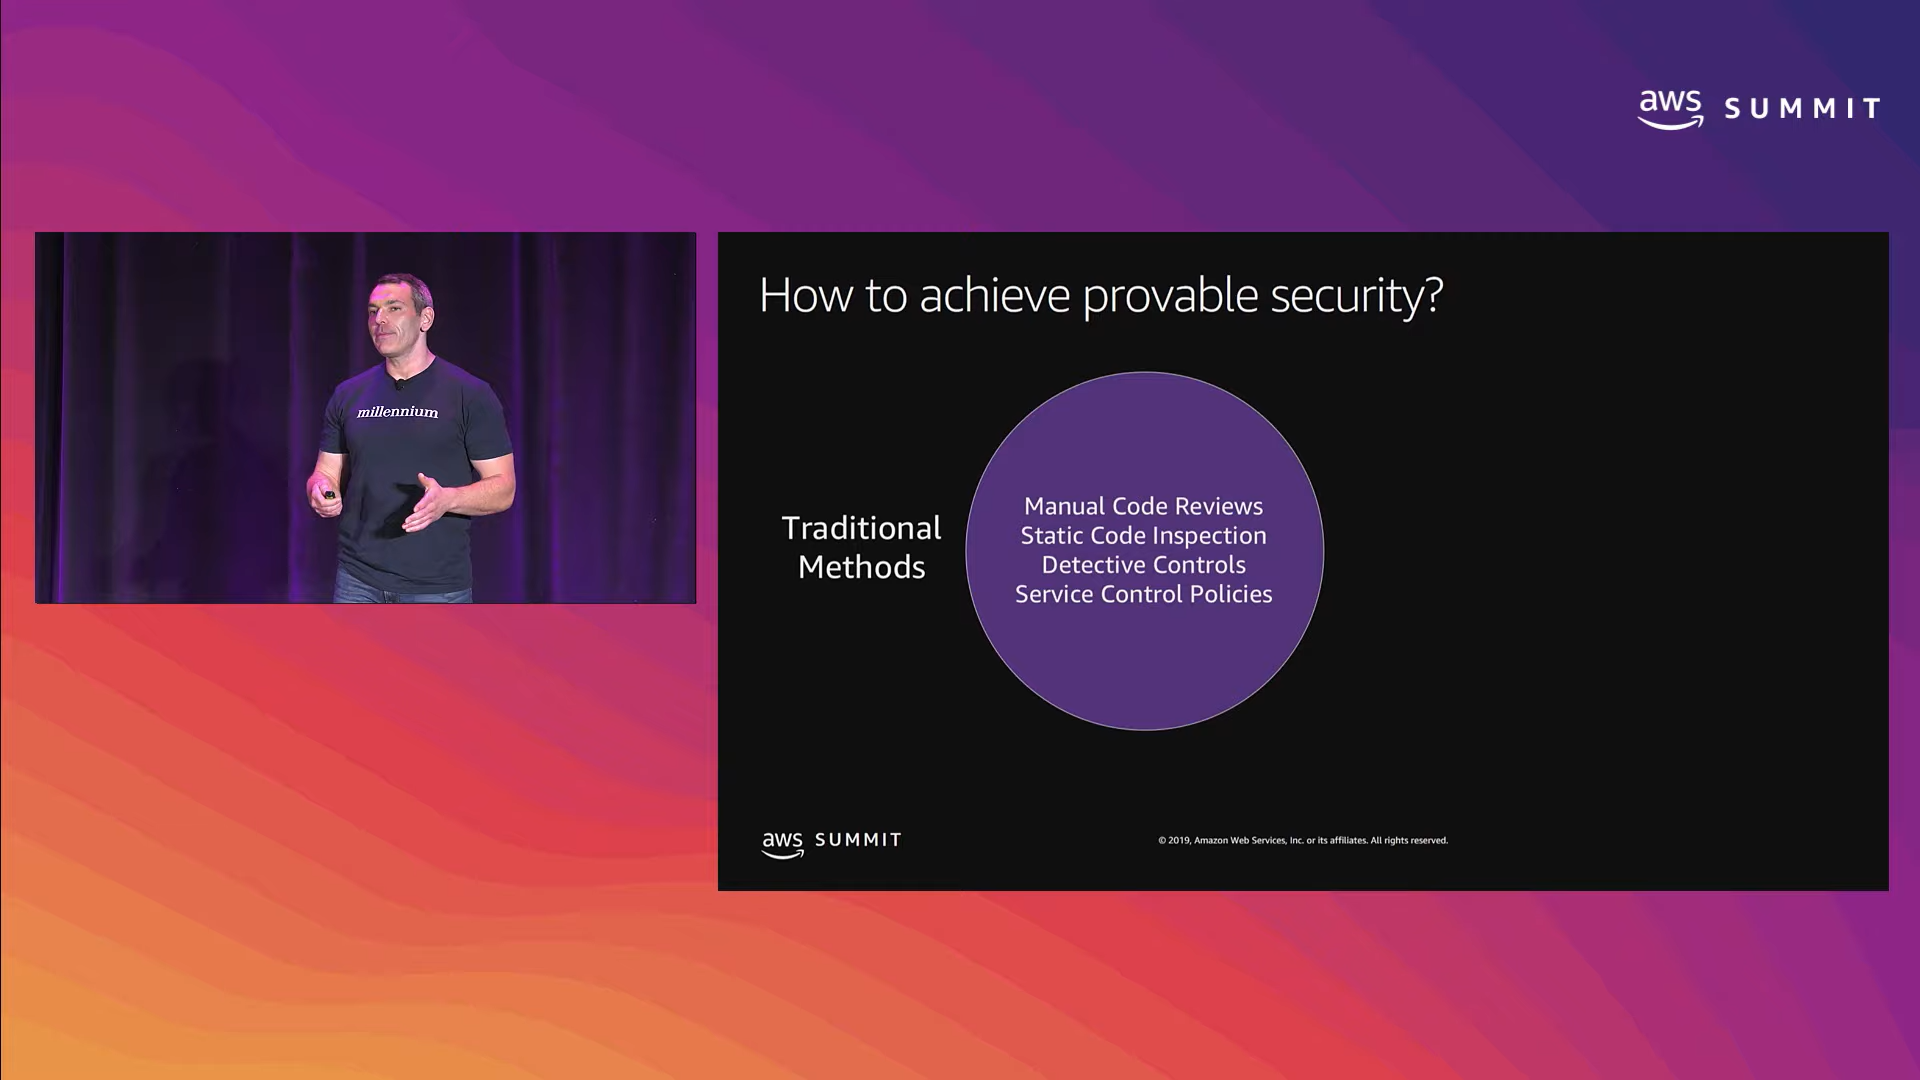 aws SUMMIT
millennium
How to achieve provable security?
Traditional
Methods
Manual Code Reviews
Static Code Inspection
Detective Controls
Service Control Policies
aws SUMMIT
© 2019, Amazon Web Services, Inc. or its affiliates. All rights reserved.